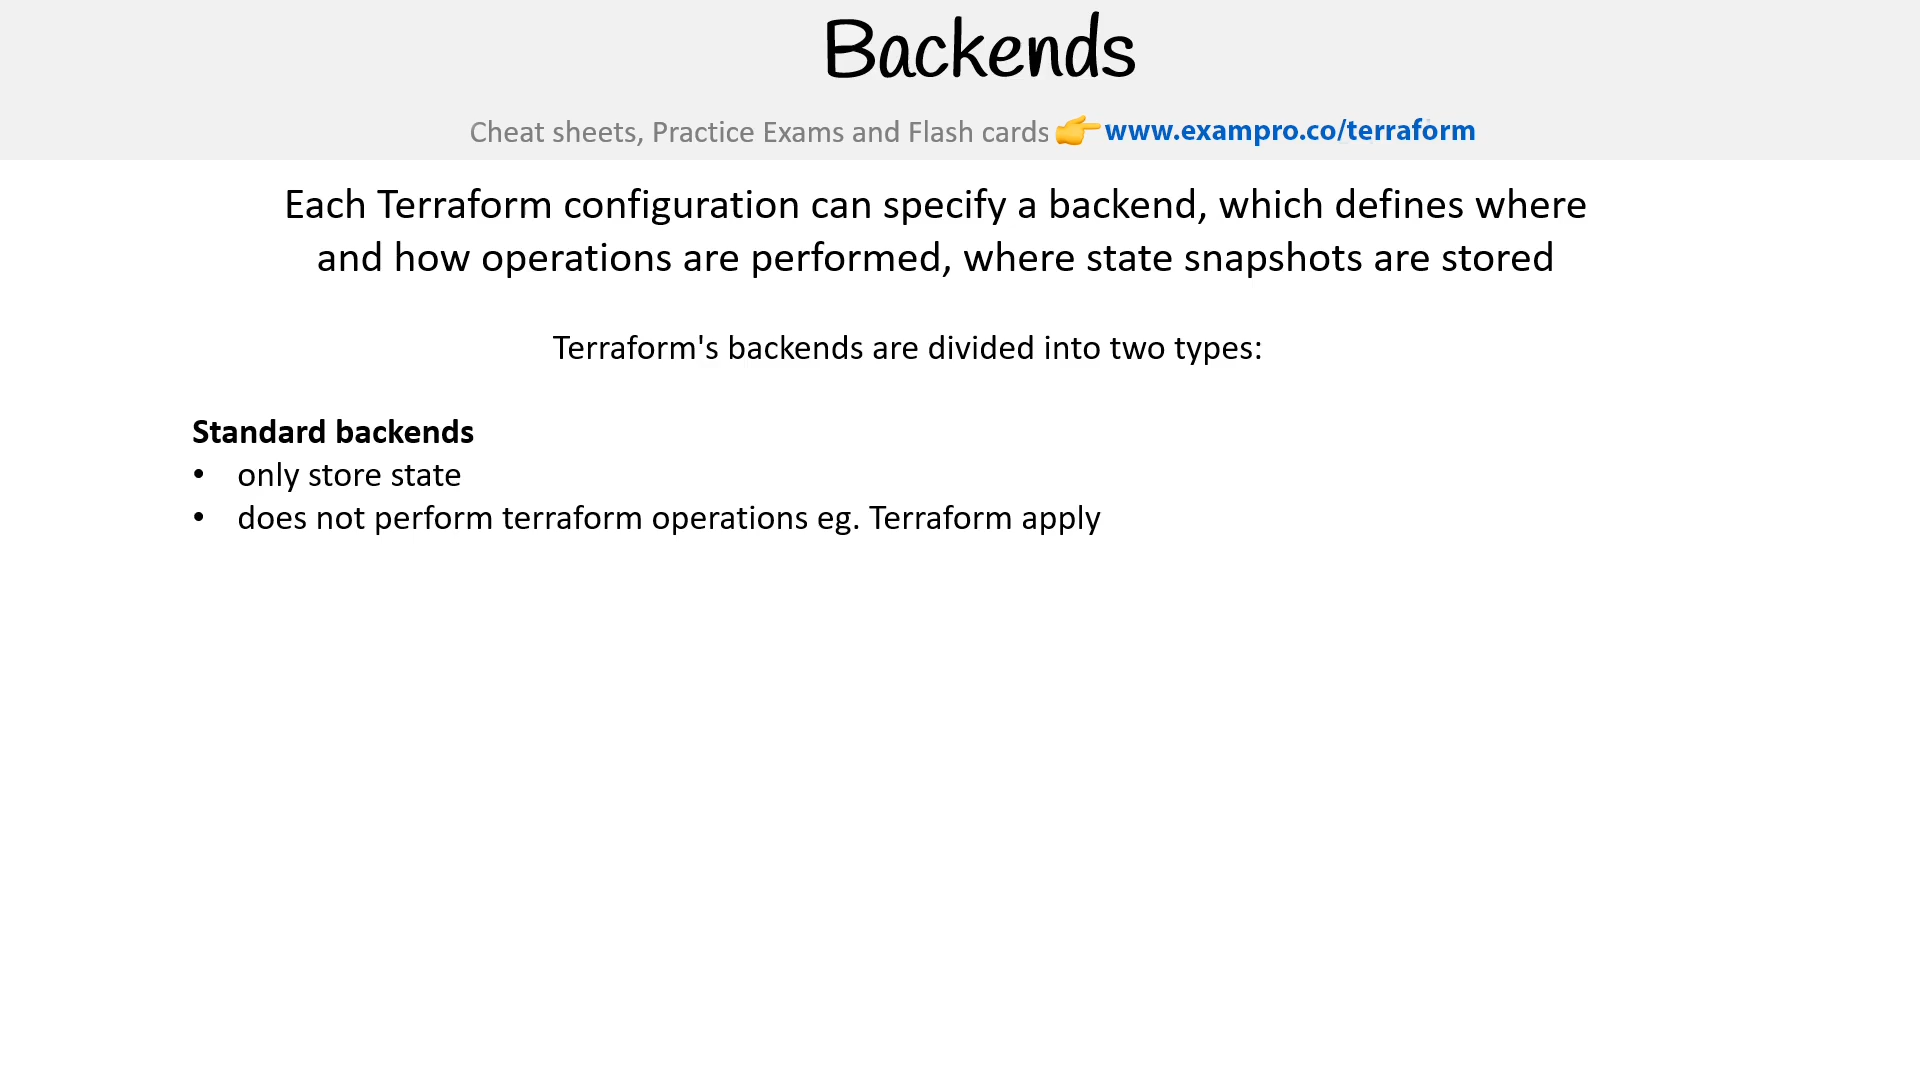 Backends
Cheat sheets, Practice Exams and Flash cards 👉 www.exampro.co/terraform
Each Terraform configuration can specify a backend, which defines where
and how operations are performed, where state snapshots are stored
Terraform's backends are divided into two types:
Standard backends
• only store state
• does not perform terraform operations eg. Terraform apply